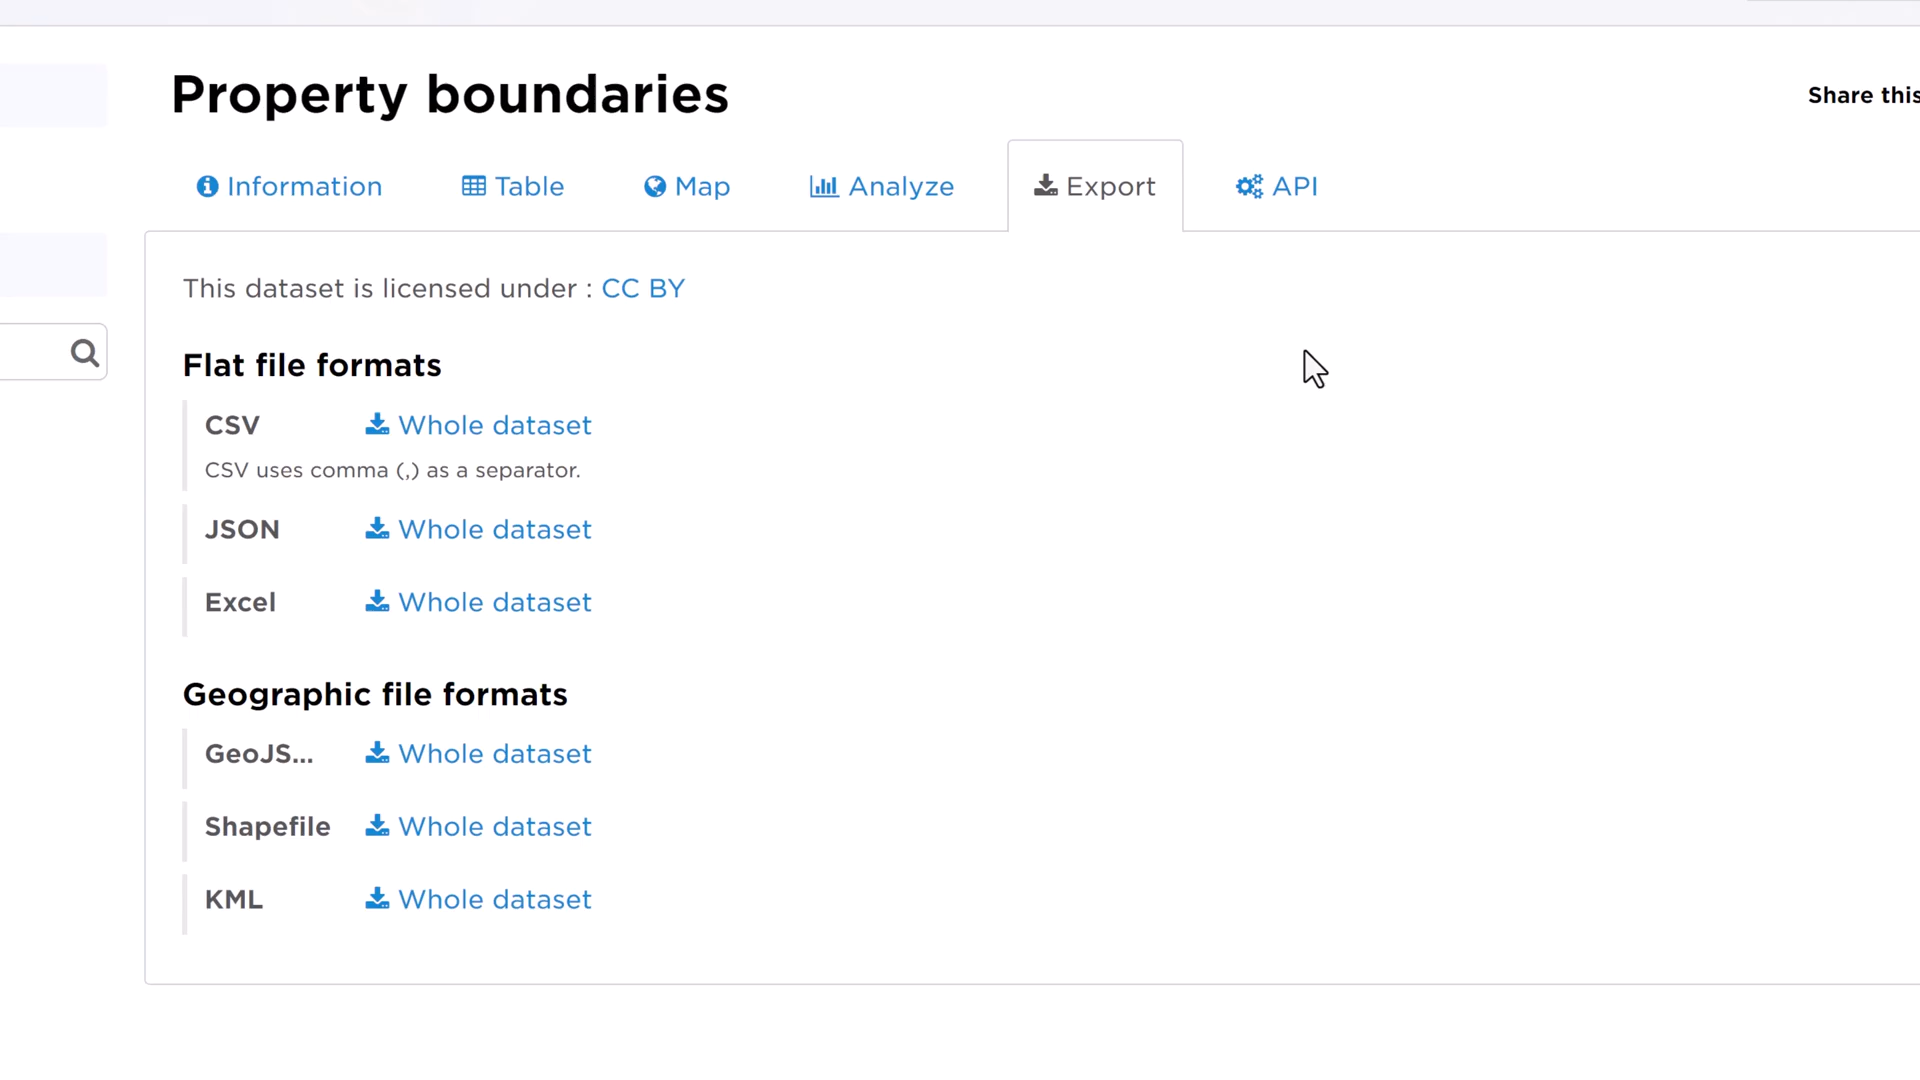 Property boundaries
Share this
Information Table Map Analyze Export API
This dataset is licensed under : CC BY
Flat file formats
CSV Whole dataset
CSV uses comma (,) as a separator.
JSON Whole dataset
Excel Whole dataset
Geographic file formats
GeoJS... Whole dataset
Shapefile Whole dataset
KML Whole dataset